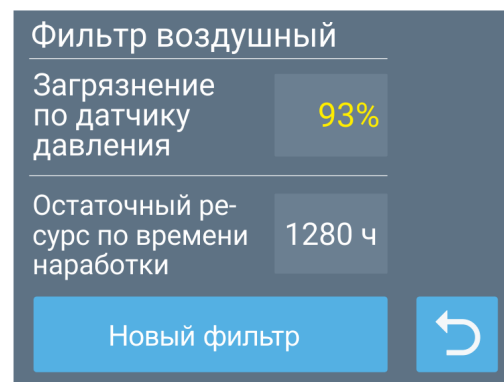 Фильтр воздушный
Загрязнение
по датчику
давления
93%
Остаточный ре-
сурс по времени
наработки
1280 ч
Новый фильтр